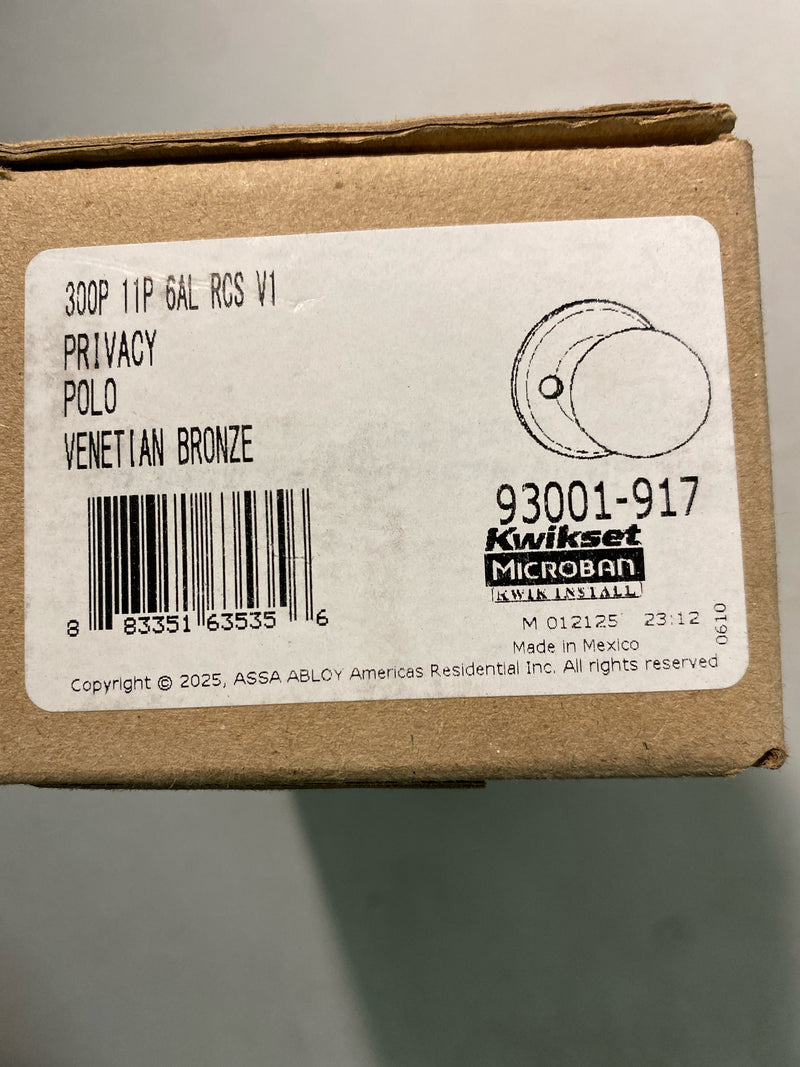 300P 11P 6AL RCS V1
PRIVACY
POLO
VENETIAN BRONZE
8 83351 63535 6
93001-917
Kwikset
MICROBAN
KWIK INSTALL
M 012125 23:12
0610
Made in Mexico
Copyright © 2025, ASSA ABLOY Americas Residential Inc. All rights reserved